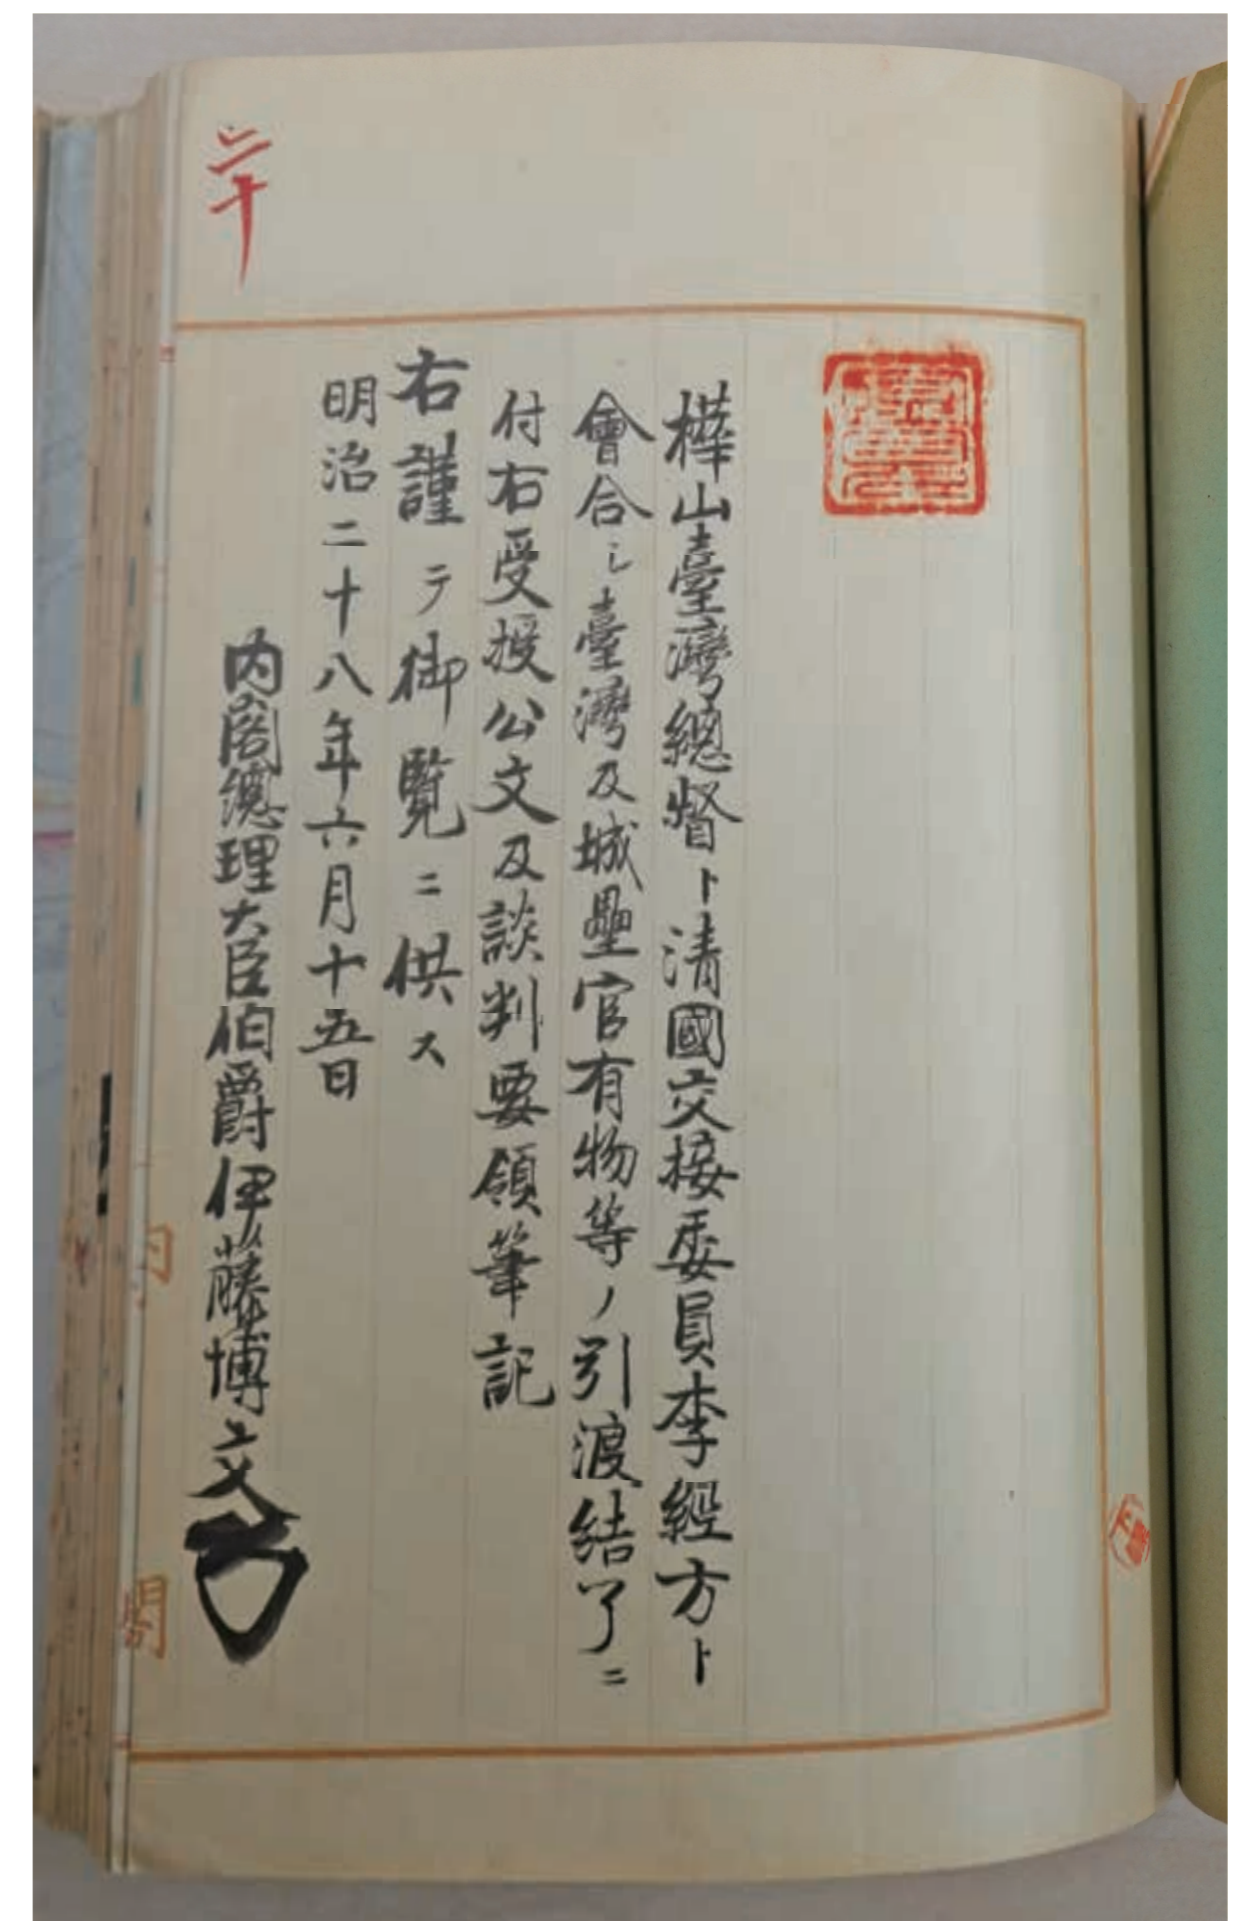 二十
樺山臺灣總督ト清國交接委員李經方ト
會合シ臺灣及城壘官有物等ノ引渡結了ニ
付右受授公文及談判要領筆記
右謹テ御覧ニ供ス
明治二十八年六月十五日
内閣總理大臣伯爵伊藤博文
内閣